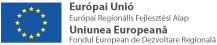 Európai Unió
Európai Regionális Fejlesztési Alap
Uniunea Europeană
Fondul European de Dezvoltare Regională